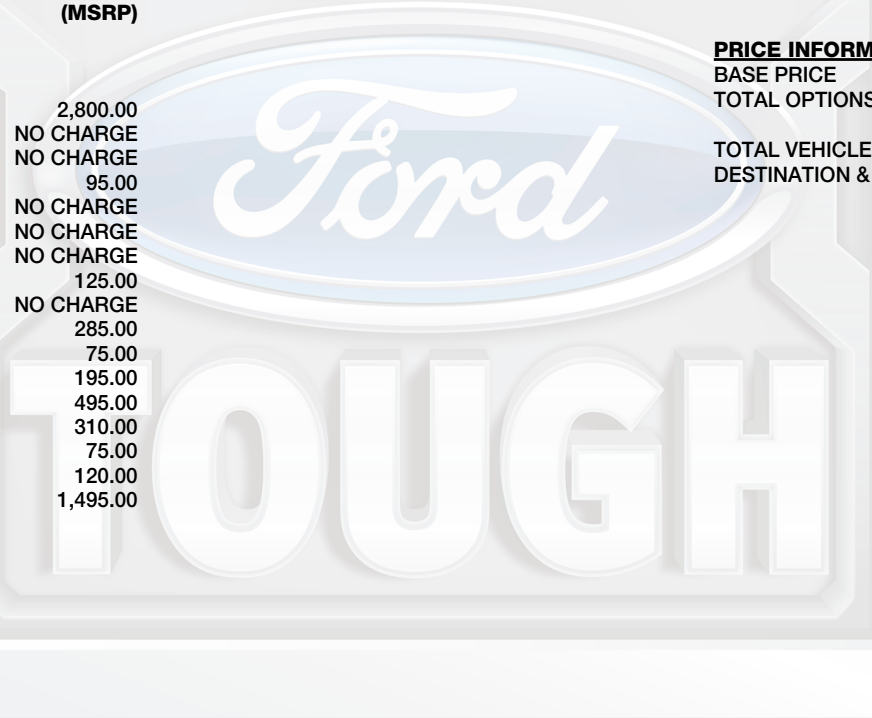 (MSRP)
2,800.00
NO CHARGE
NO CHARGE
95.00
NO CHARGE
NO CHARGE
NO CHARGE
125.00
NO CHARGE
285.00
75.00
195.00
495.00
310.00
75.00
120.00
1,495.00
PRICE INFORM
BASE PRICE
TOTAL OPTIONS
TOTAL VEHICLE
DESTINATION &
Ford
TOUGH